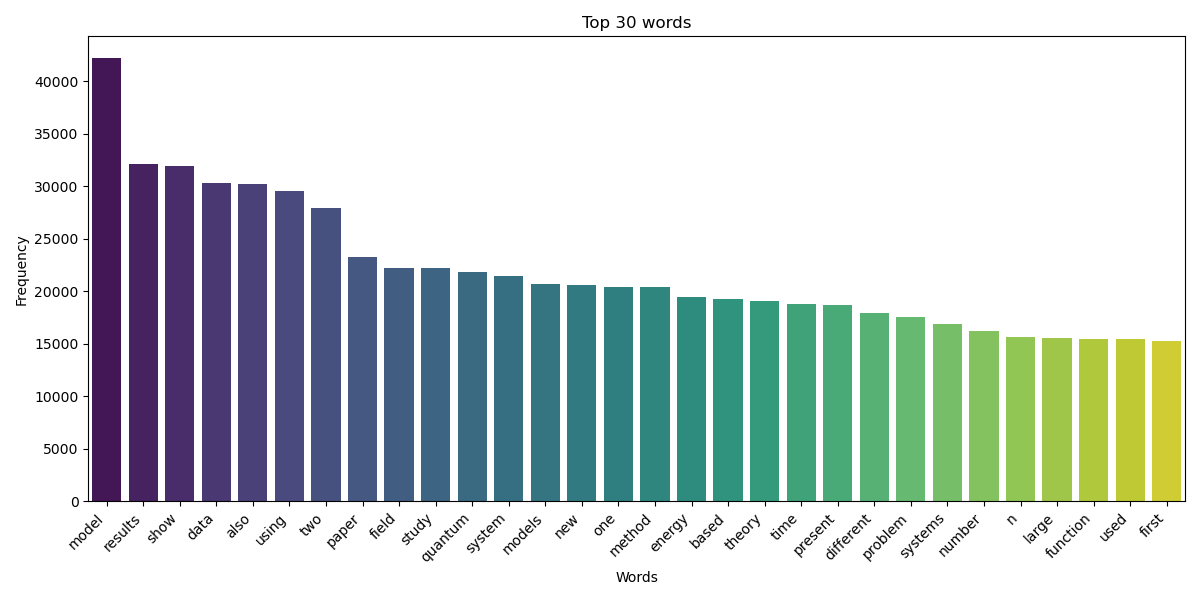 Top 30 words
Frequency
40000
35000
30000
25000
20000
15000
10000
5000
0
model
results
show
data
also
using
two
paper
field
study
quantum
system
models
new
one
method
energy
based
theory
time
present
different
problem
systems
number
n
large
function
used
first
Words